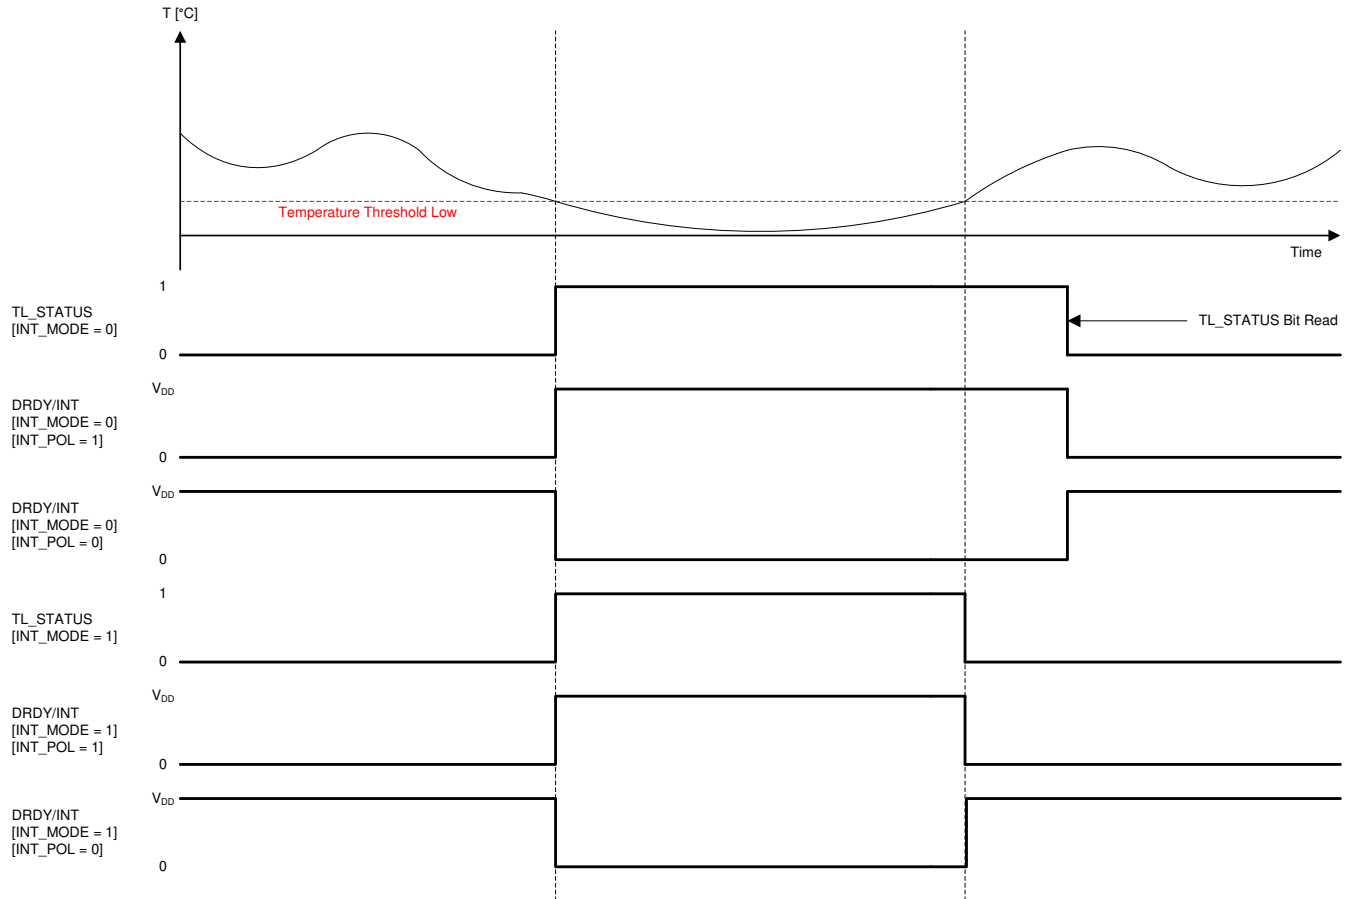 T [°C]
Temperature Threshold Low
Time
1
TL_STATUS
[INT_MODE = 0]
TL_STATUS Bit Read
0
VDD
DRDY/INT
[INT_MODE = 0]
[INT_POL = 1]
0
VDD
DRDY/INT
[INT_MODE = 0]
[INT_POL = 0]
0
1
TL_STATUS
[INT_MODE = 1]
0
VDD
DRDY/INT
[INT_MODE = 1]
[INT_POL = 1]
0
VDD
DRDY/INT
[INT_MODE = 1]
[INT_POL = 0]
0